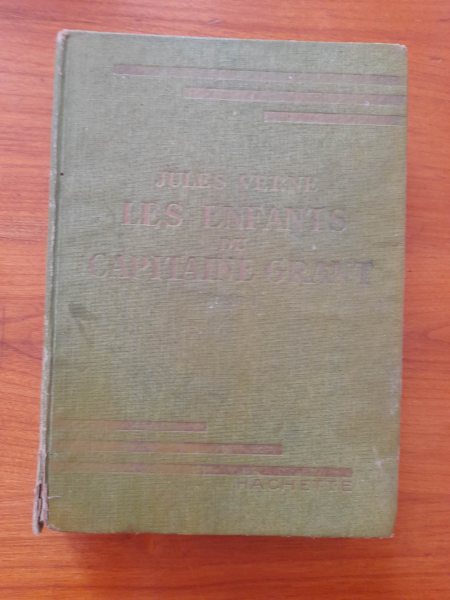 JULES VERNE
LES ENFANTS
DU
CAPITAINE GRANT
HACHETTE